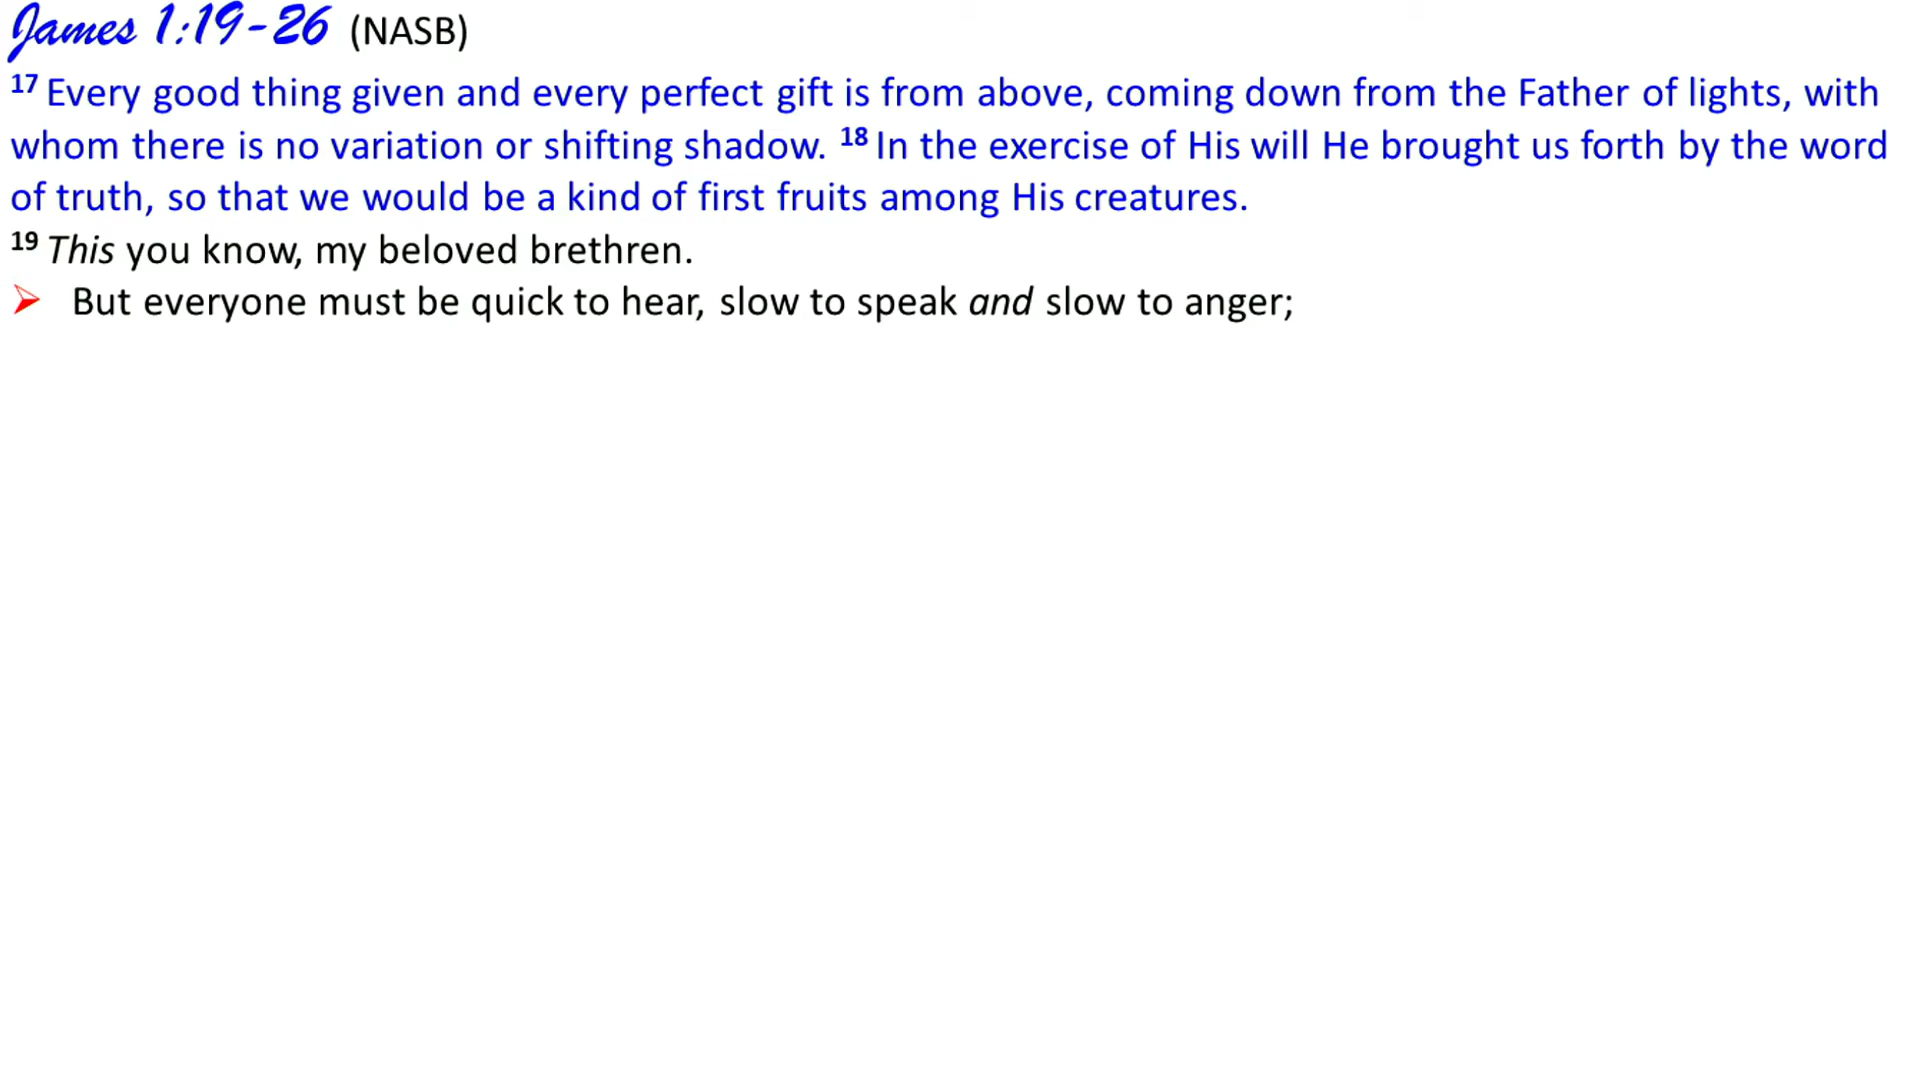 James 1:19-26 (NASB)
17 Every good thing given and every perfect gift is from above, coming down from the Father of lights, with
whom there is no variation or shifting shadow. 18 In the exercise of His will He brought us forth by the word
of truth, so that we would be a kind of first fruits among His creatures.
19 This you know, my beloved brethren.
➢ But everyone must be quick to hear, slow to speak and slow to anger;